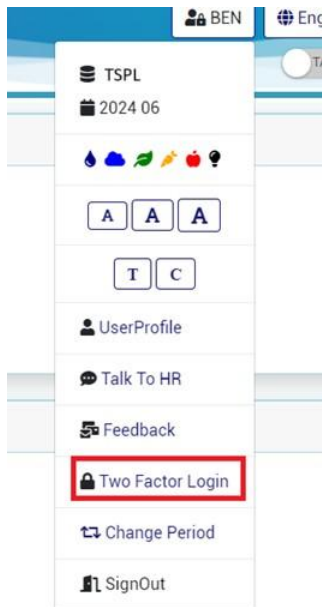 BEN
Eng
TSPL
2024 06
A A A
T C
UserProfile
Talk To HR
Feedback
Two Factor Login
Change Period
SignOut